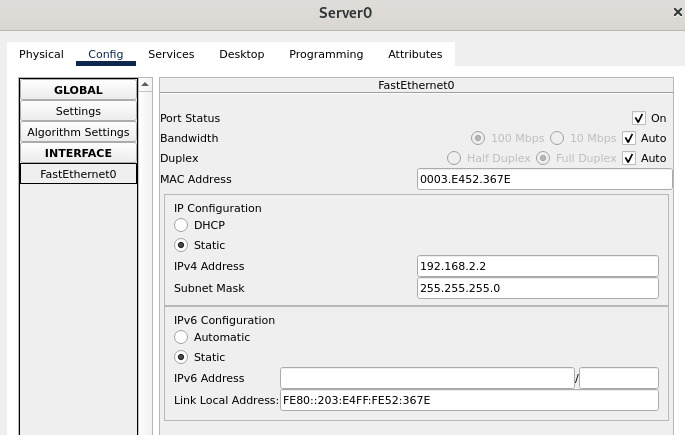 Server0
Physical Config Services Desktop Programming Attributes
GLOBAL
Settings
Algorithm Settings
INTERFACE
FastEthernet0
FastEthernet0
Port Status On
Bandwidth 100 Mbps 10 Mbps Auto
Duplex Half Duplex Full Duplex Auto
MAC Address 0003.E452.367E
IP Configuration
DHCP
Static
IPv4 Address 192.168.2.2
Subnet Mask 255.255.255.0
IPv6 Configuration
Automatic
Static
IPv6 Address /
Link Local Address: FE80::203:E4FF:FE52:367E